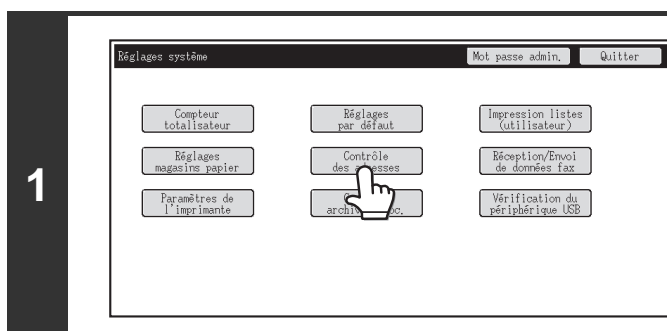 1
Réglages système
Mot passe admin.
Quitter
Compteur
totalisateur
Réglages
par défaut
Impression listes
(utilisateur)
Réglages
magasins papier
Contrôle
des adresses
Réception/Envoi
de données fax
Paramètres de
l'imprimante
Vérification du
périphérique USB